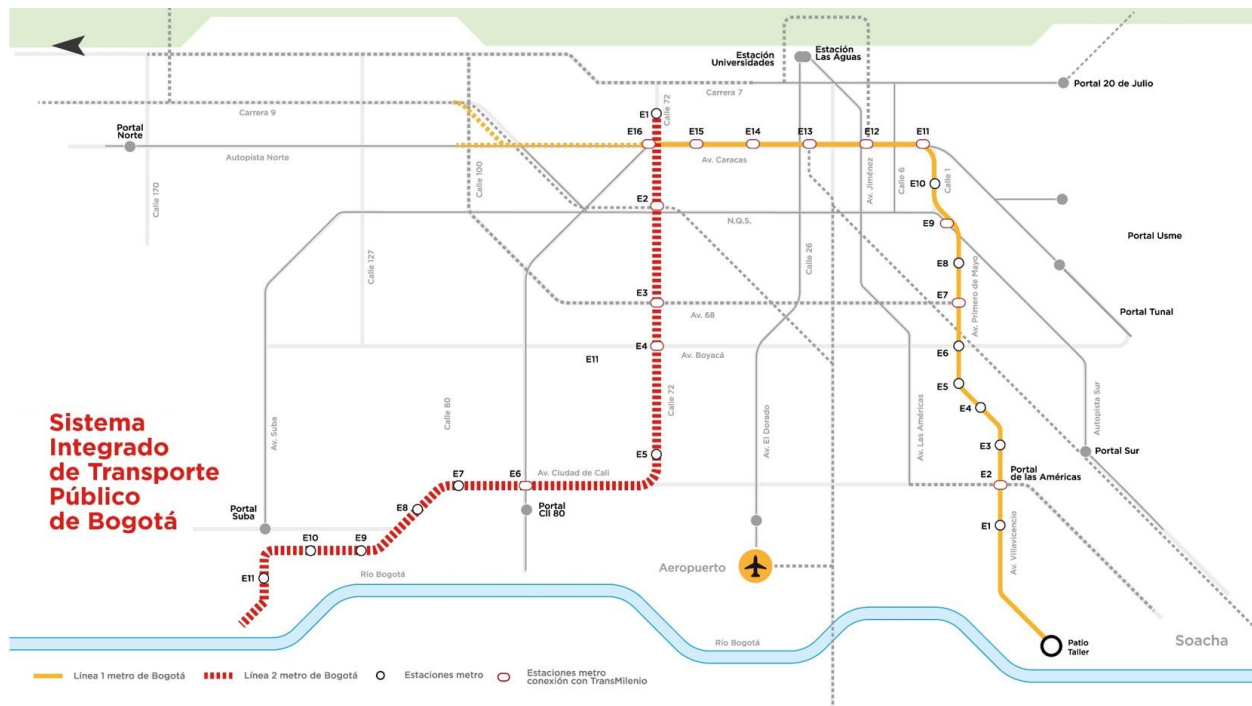 Estación
Universidades
Estación
Las Aguas
Portal 20 de Julio
Carrera 7
Carrera 9
Calle 72
E1
Portal
Norte
Autopista Norte
E16
E15
E14
E13
E12
E11
Av. Caracas
Av. Jiménez
Calle 6
Calle 1
E10
Calle 170
Calle 100
E2
N.Q.S.
E9
Portal Usme
Calle 127
Calle 26
E8
Av. Primero de Mayo
E3
E7
Av. 68
Portal Tunal
E11
E4
Av. Boyacá
E6
E5
E4
Calle 72
Sistema
Integrado
de Transporte
Público
de Bogotá
Av. Suba
Calle 80
Av. El Dorado
Av. Las Américas
Autopista Sur
E3
E5
Portal Sur
E7
E6
Av. Ciudad de Cali
E2
Portal
de las Américas
Portal
Suba
E8
Portal
Cll 80
E1
E10
E9
Av. Villavicencio
E11
Río Bogotá
Aeropuerto
Río Bogotá
Patio
Taller
Soacha
Línea 1 metro de Bogotá
Línea 2 metro de Bogotá
Estaciones metro
Estaciones metro
conexión con TransMilenio